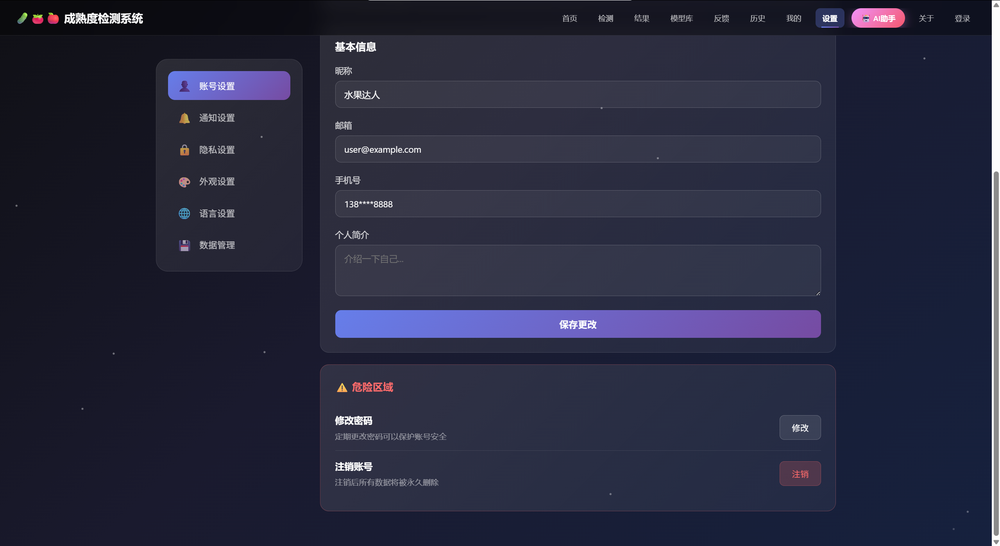 成熟度检测系统
首页 检测 结果 模型库 反馈 历史 我的 设置 AI助手 关于 登录
账号设置
通知设置
隐私设置
外观设置
语言设置
数据管理
基本信息
昵称
水果达人
邮箱
user@example.com
手机号
138****8888
个人简介
介绍一下自己...
保存更改
危险区域
修改密码
定期更改密码可以保护账号安全
修改
注销账号
注销后所有数据将被永久删除
注销